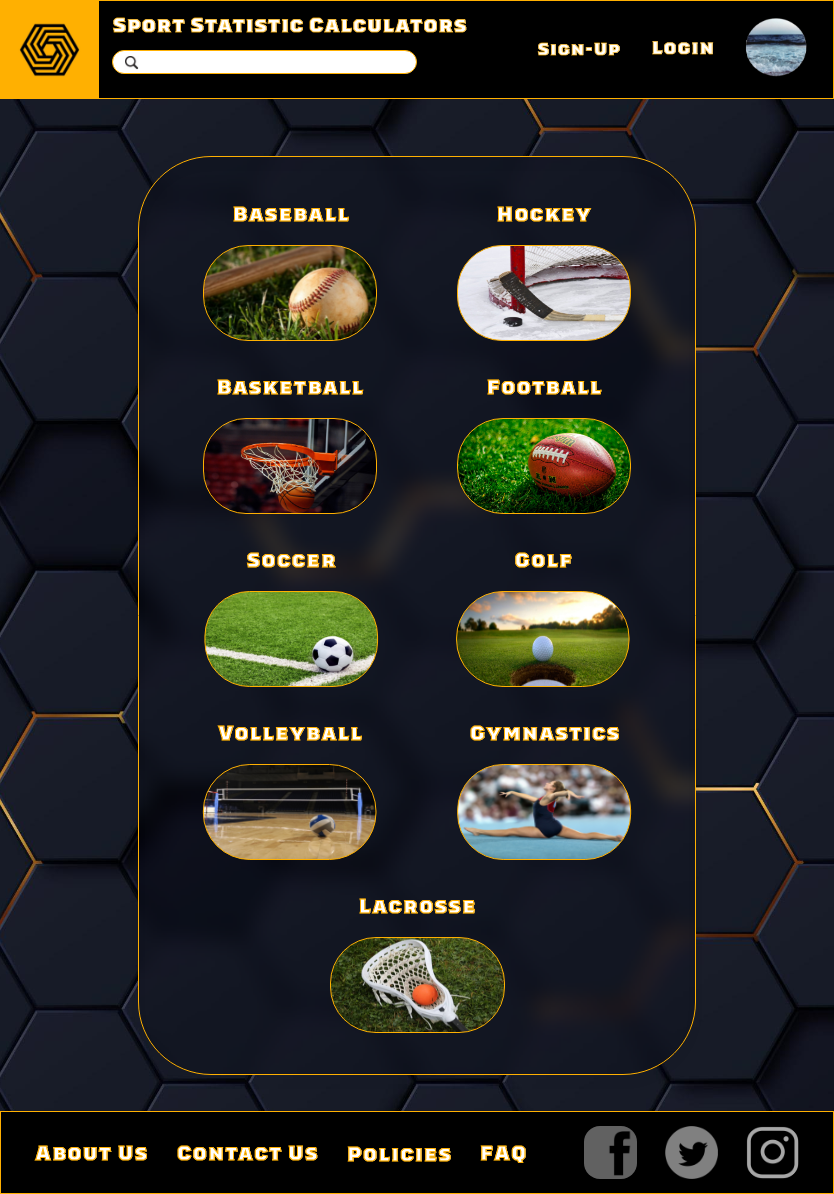 Sport Statistic Calculators
Sign-Up Login
Baseball Hockey
Basketball Football
Soccer Golf
Volleyball Gymnastics
Lacrosse
About Us Contact Us Policies FAQ